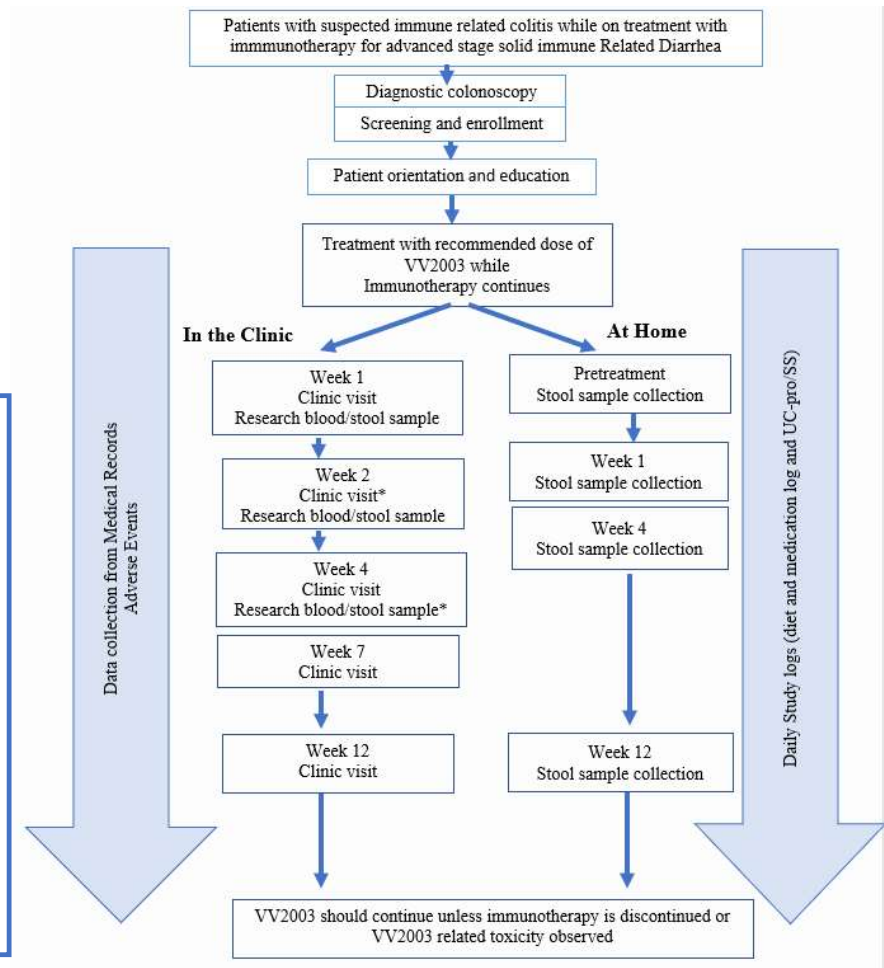 Patients with suspected immune related colitis while on treatment with
immmunotherapy for advanced stage solid immune Related Diarrhea
Diagnostic colonoscopy
Screening and enrollment
Patient orientation and education
Treatment with recommended dose of
VV2003 while
Immunotherapy continues
In the Clinic
At Home
Week 1
Clinic visit
Research blood/stool sample
Week 2
Clinic visit*
Research blood/stool sample
Week 4
Clinic visit
Research blood/stool sample*
Week 7
Clinic visit
Week 12
Clinic visit
Pretreatment
Stool sample collection
Week 1
Stool sample collection
Week 4
Stool sample collection
Week 12
Stool sample collection
Data collection from Medical Records
Adverse Events
Daily Study logs (diet and medication log and UC-pro/SS)
VV2003 should continue unless immunotherapy is discontinued or
VV2003 related toxicity observed